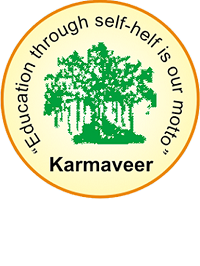 "Education through self-helf is our motto"
Karmaveer